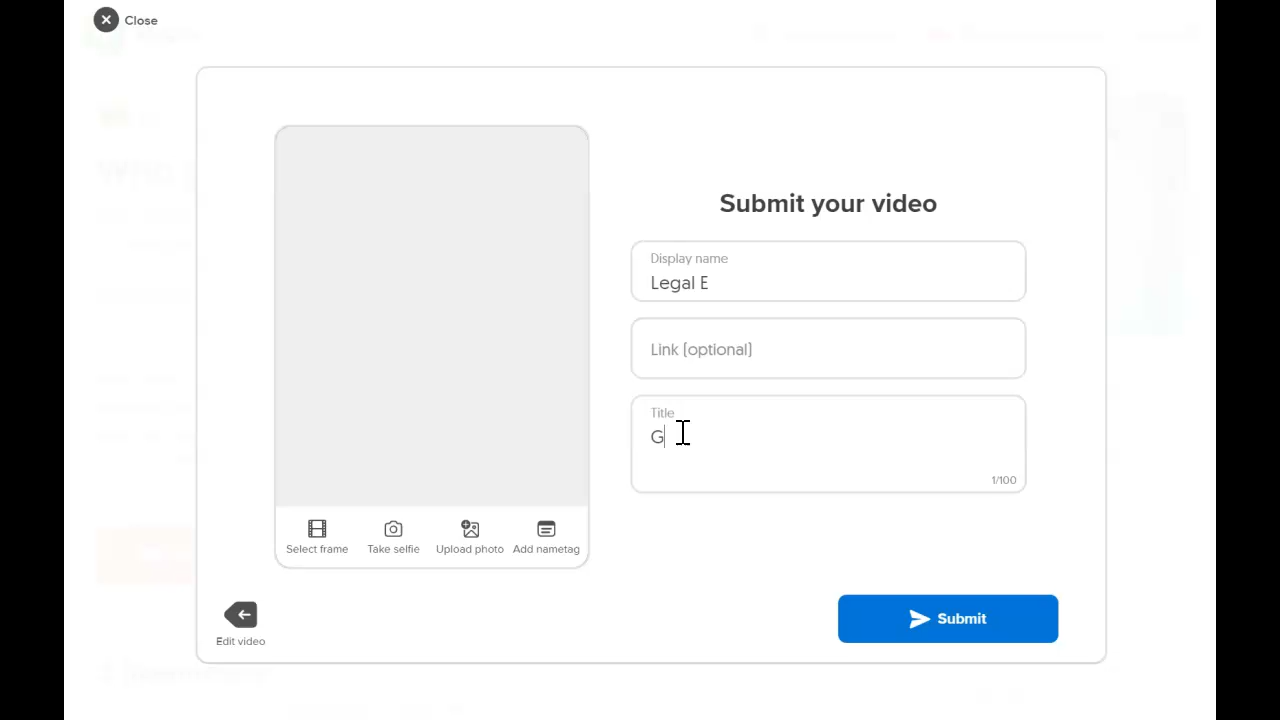 Close
Submit your video
Display name
Legal E
Link (optional)
Title
G
1/100
Select frame
Take selfie
Upload photo
Add nametag
Edit video
Submit